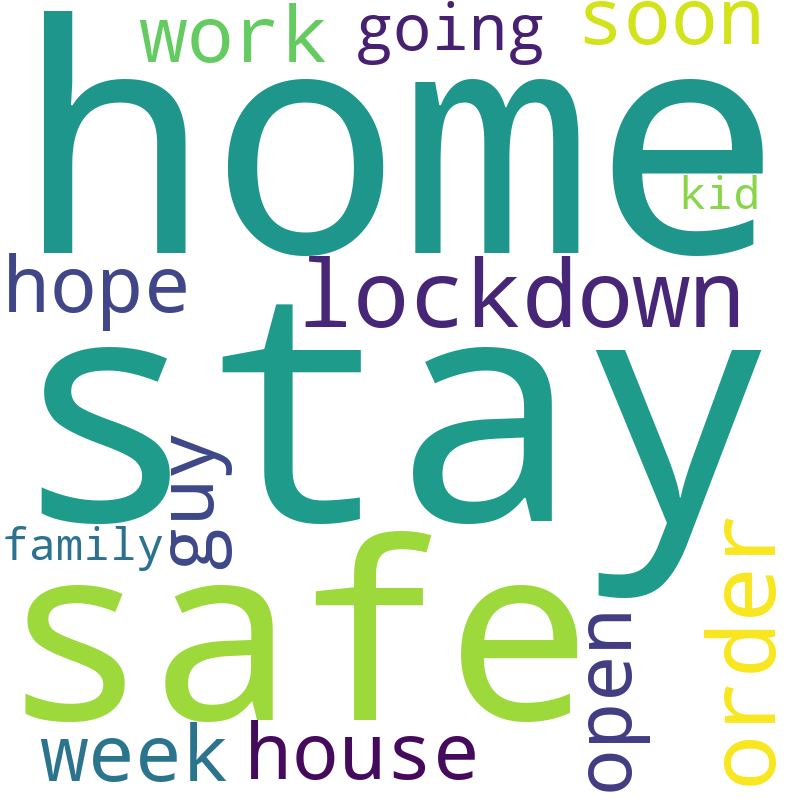 work going soon
home
kid
hope lockdown
stay
guy
family
safe
order
open
week house